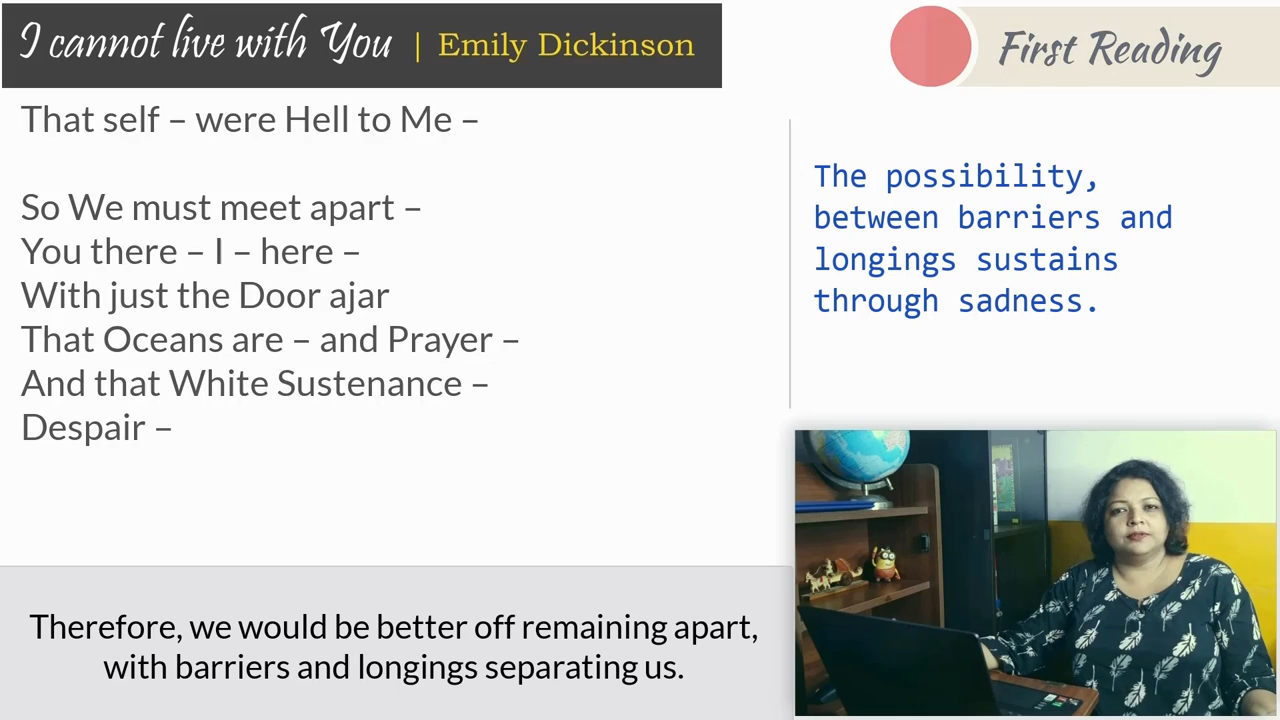 I cannot live with You | Emily Dickinson
First Reading
That self – were Hell to Me –
So We must meet apart –
You there – I – here –
With just the Door ajar
That Oceans are – and Prayer –
And that White Sustenance –
Despair –
The possibility,
between barriers and
longings sustains
through sadness.
Therefore, we would be better off remaining apart,
with barriers and longings separating us.